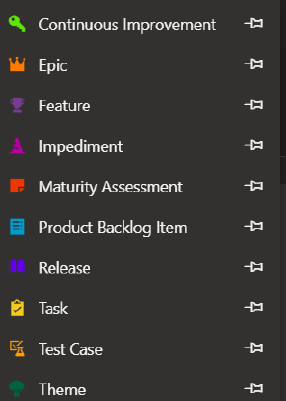 Continuous Improvement
Epic
Feature
Impediment
Maturity Assessment
Product Backlog Item
Release
Task
Test Case
Theme